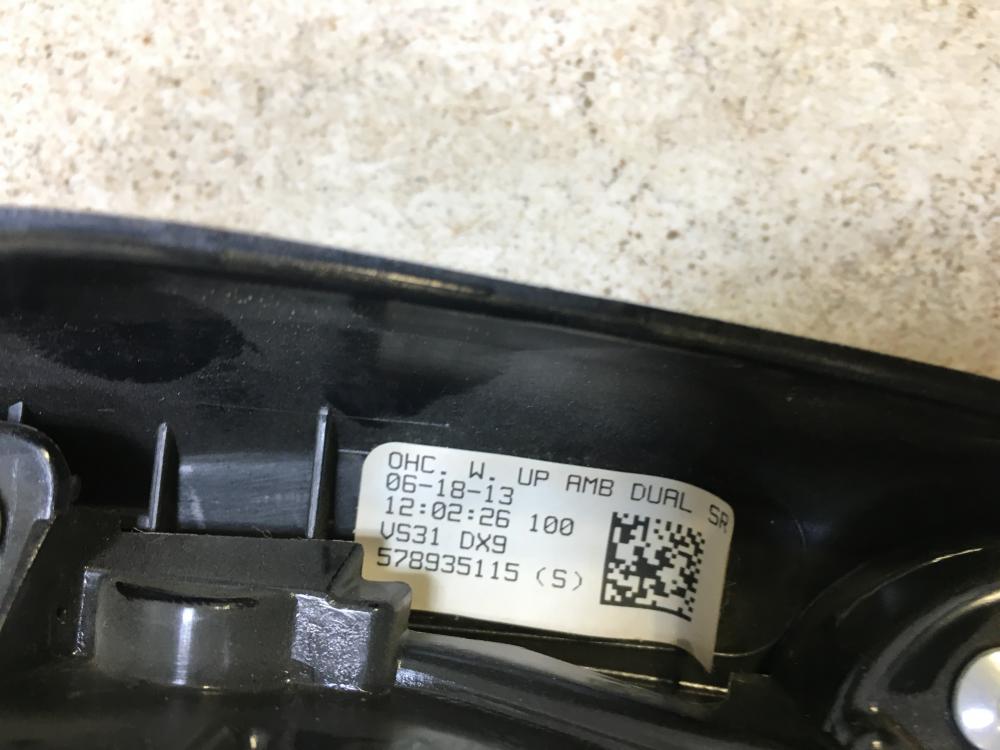 OHC. W. UP AMB DUAL SR
06-18-13
12:02:26 100
VS31 DX9
578935115 (S)